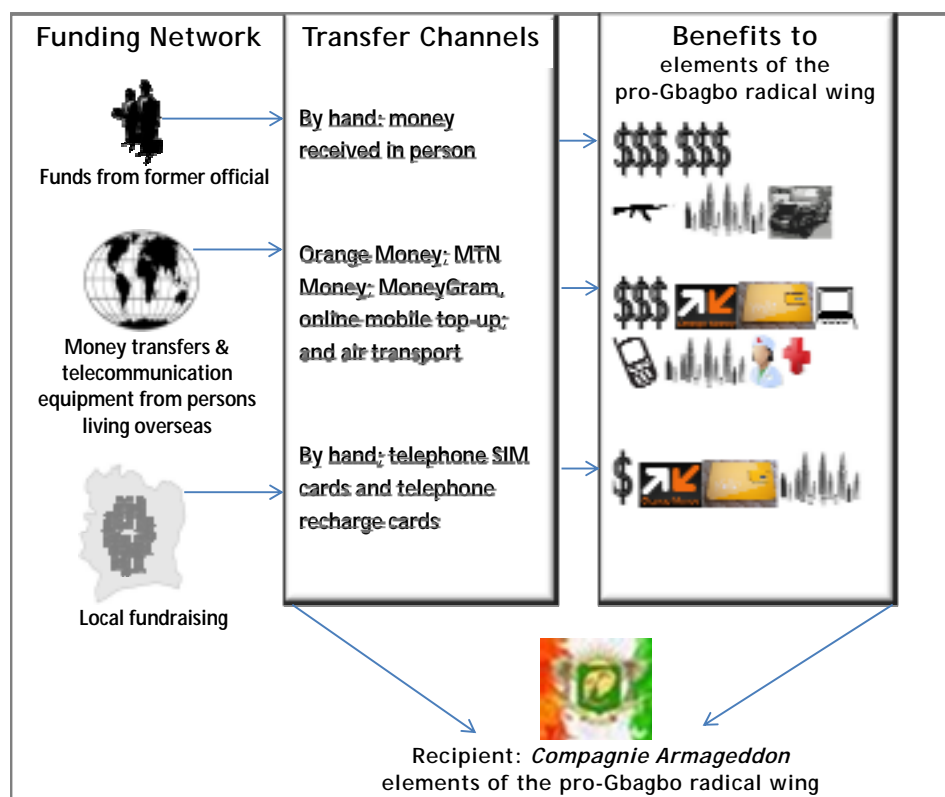 Funding Network
Funds from former official
Money transfers &
telecommunication
equipment from persons
living overseas
Local fundraising
Transfer Channels
By hand: money
received in person
Orange Money; MTN
Money; MoneyGram,
online mobile top-up;
and air transport
By hand; telephone SIM
cards and telephone
recharge cards
Benefits to
elements of the
pro-Gbagbo radical wing
$$$ $$$
$$$
$
Recipient: Compagnie Armageddon
elements of the pro-Gbagbo radical wing